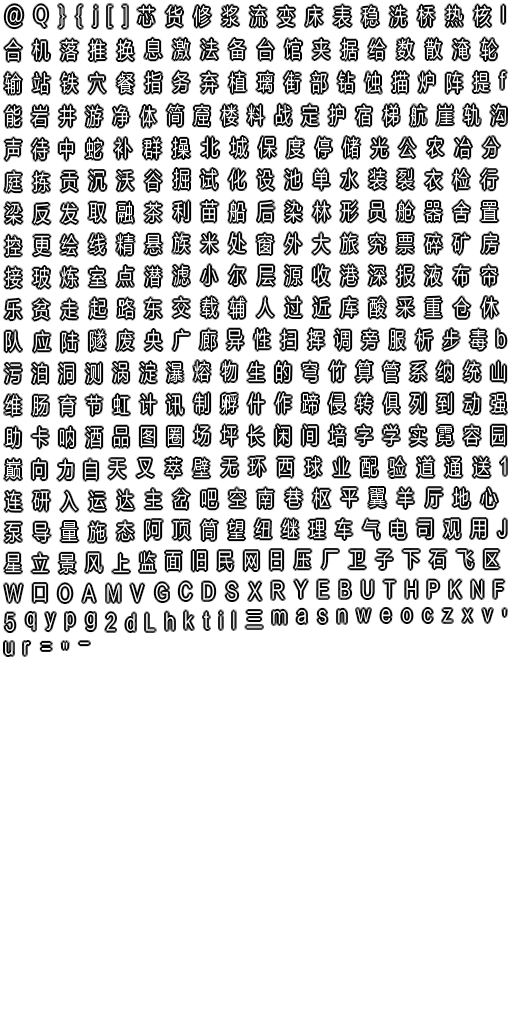 @Q}{j[]芯货修浆流变床表稳洗桥热核l
合机落推换息激法备台馆夹据给数散淹轮
输站铁穴餐指务弃植璃街部钻蚀描炉阵提f
能岩井游净体简窟楼料战定护宿梯航崖轨沟
声待中蛇补群操北城保度停储光公农冶分
庭拣贡沉沃谷掘试化设池单水装裂衣检行
梁反发取融茶利苗船后染林形员舱器舍置
控更绘线精悬族米处窗外大旅究票碎矿房
接玻炼室点潜滤小尔层源收港深报液布帘
乐贫走起路东交载辅人过近库酸采重仓休
队应陆隧废央广廊异性扫挥调旁服析步毒b
污泊洞测涡淀瀑熔物生的穹竹算管系纳统山
维肠育节虹计讯制孵什作蹄侵转俱列到动强
助卡呐酒品图圈场坪长闲间培字学实霓容园
巅向力自天叉萃壁无环西球业配验道通送1
连研入运达主岔吧空南巷枢平翼羊厅地心
泵导量施态阿顶筒望纽继理车气电司观用J
星立景风上监面旧民网日压厂卫子下石飞区
W口OAMVGCDSXRYEBUTHPKNF
5qypg2dLhktil三masnweoczxv'
ur="-